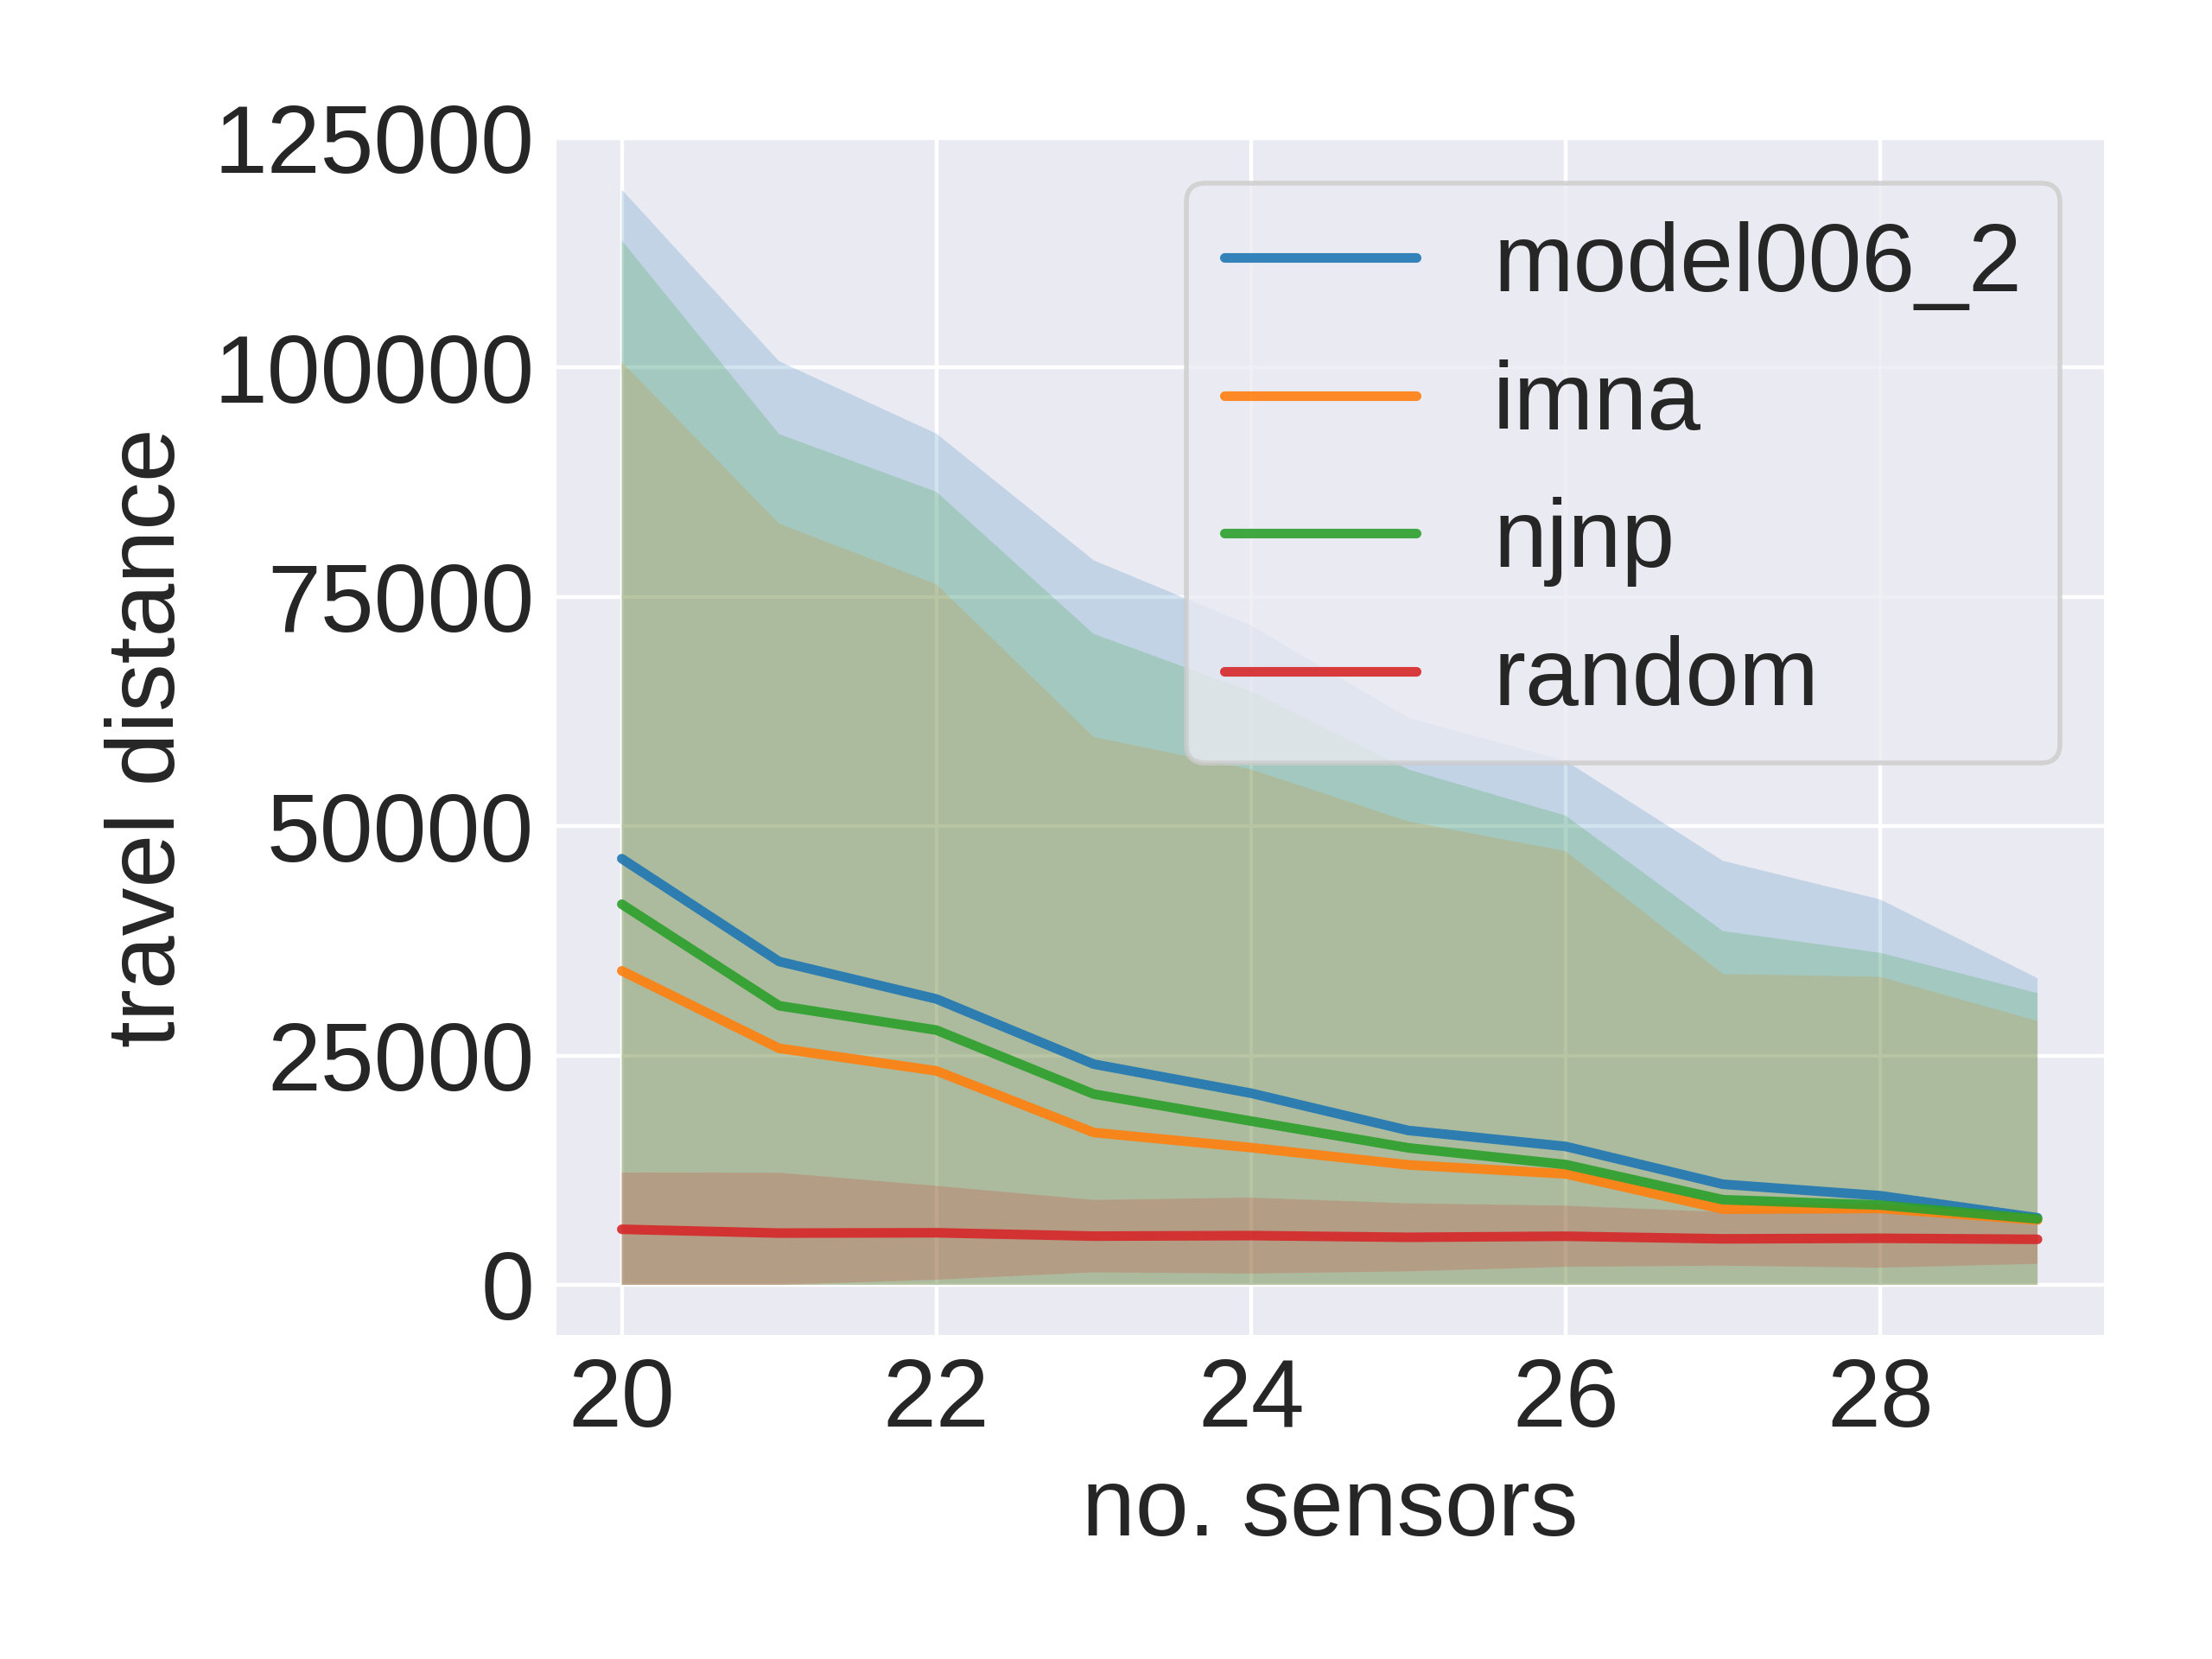 125000
100000
75000
50000
25000
0
travel distance
model006_2
imna
njnp
random
20 22 24 26 28
no. sensors